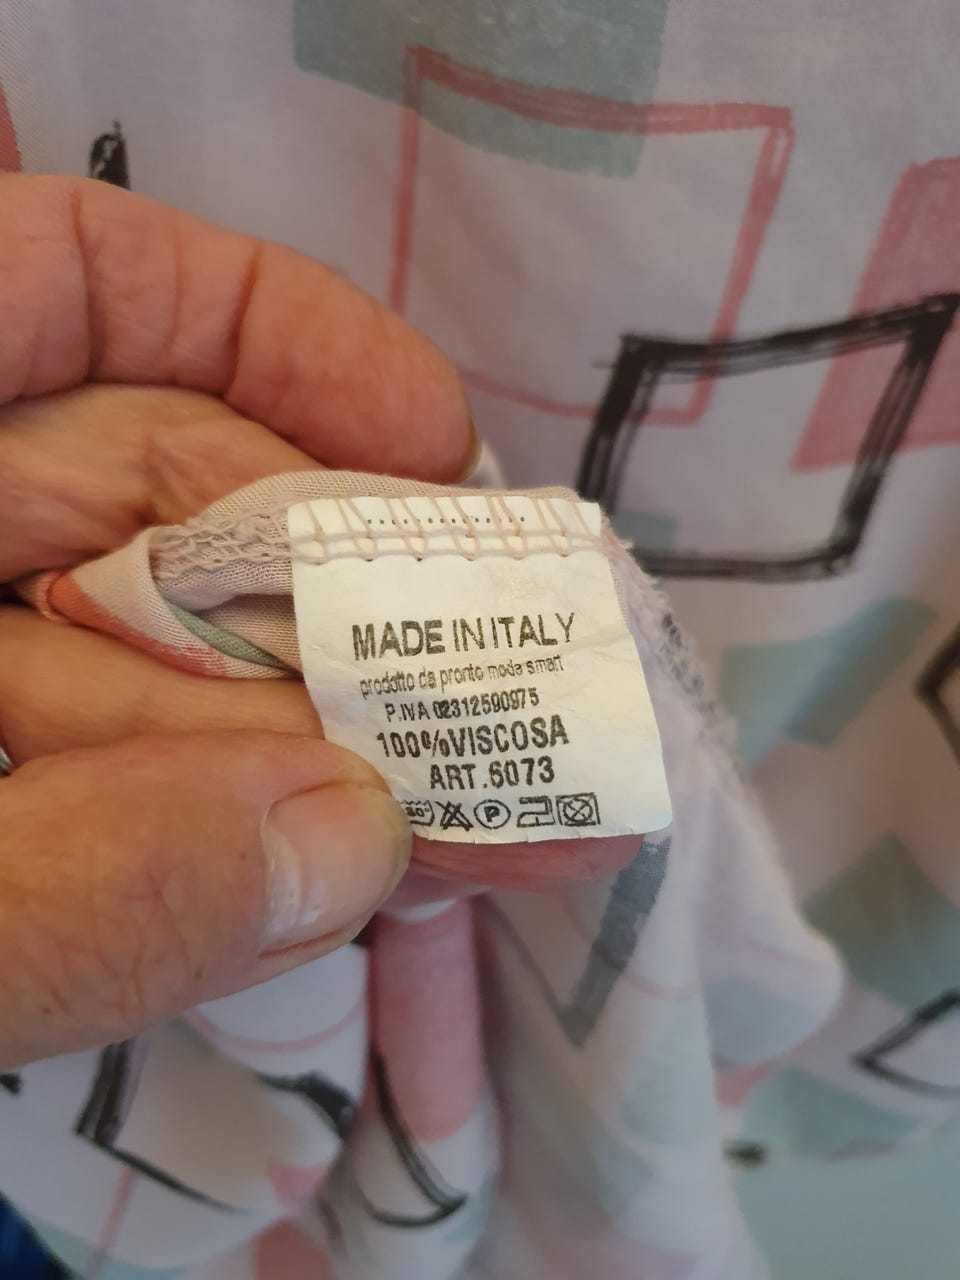 MADE IN ITALY
prodotto da pronto moda smart
P.IVA 02312590975
100%VISCOSA
ART.6073
P